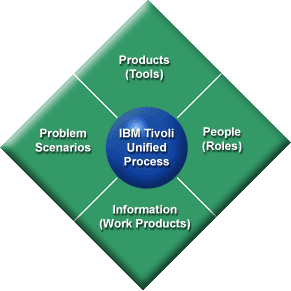 Products
(Tools)
Problem
Scenarios
IBM Tivoli
Unified
Process
People
(Roles)
Information
(Work Products)